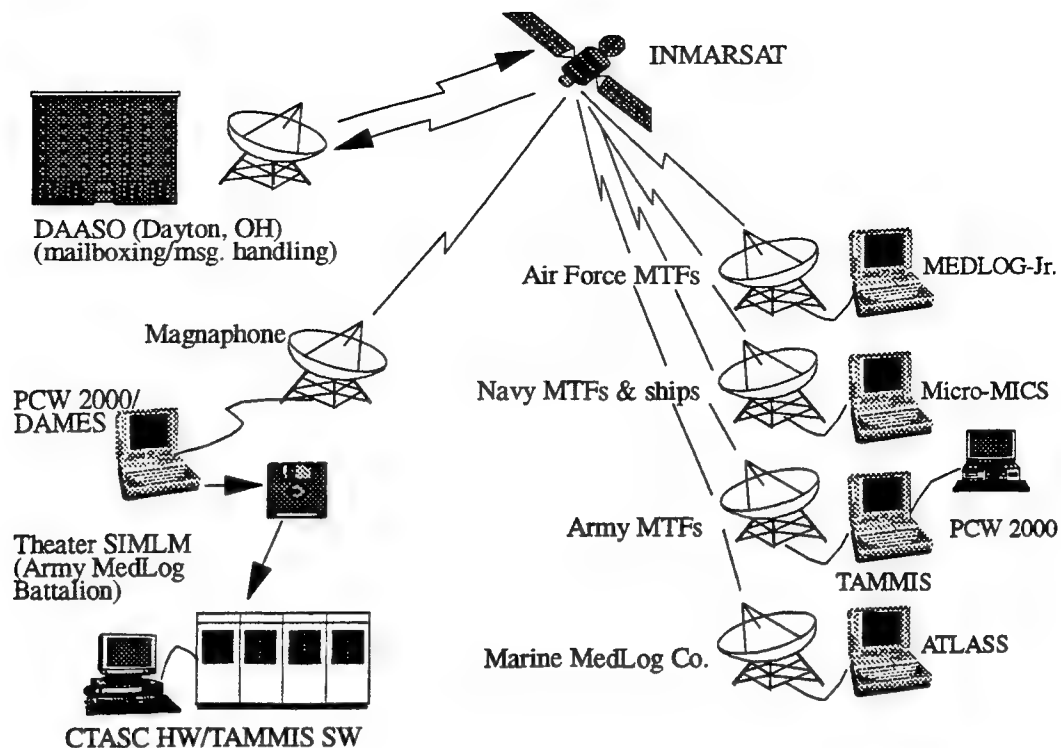 INMARSAT
DAASO (Dayton, OH)
(mailboxing/msg. handling)
Air Force MTFs
MEDLOG-Jr.
Magnaphone
Navy MTFs & ships
Micro-MICS
PCW 2000/
DAMES
Army MTFs
PCW 2000
TAMMIS
Theater SIMLM
(Army MedLog
Battalion)
Marine MedLog Co.
ATLASS
CTASC HW/TAMMIS SW